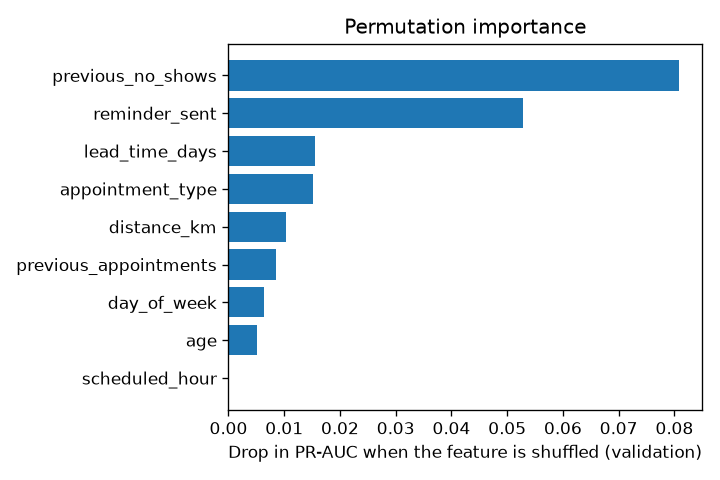 Permutation importance
previous_no_shows
reminder_sent
lead_time_days
appointment_type
distance_km
previous_appointments
day_of_week
age
scheduled_hour
0.00 0.01 0.02 0.03 0.04 0.05 0.06 0.07 0.08
Drop in PR-AUC when the feature is shuffled (validation)